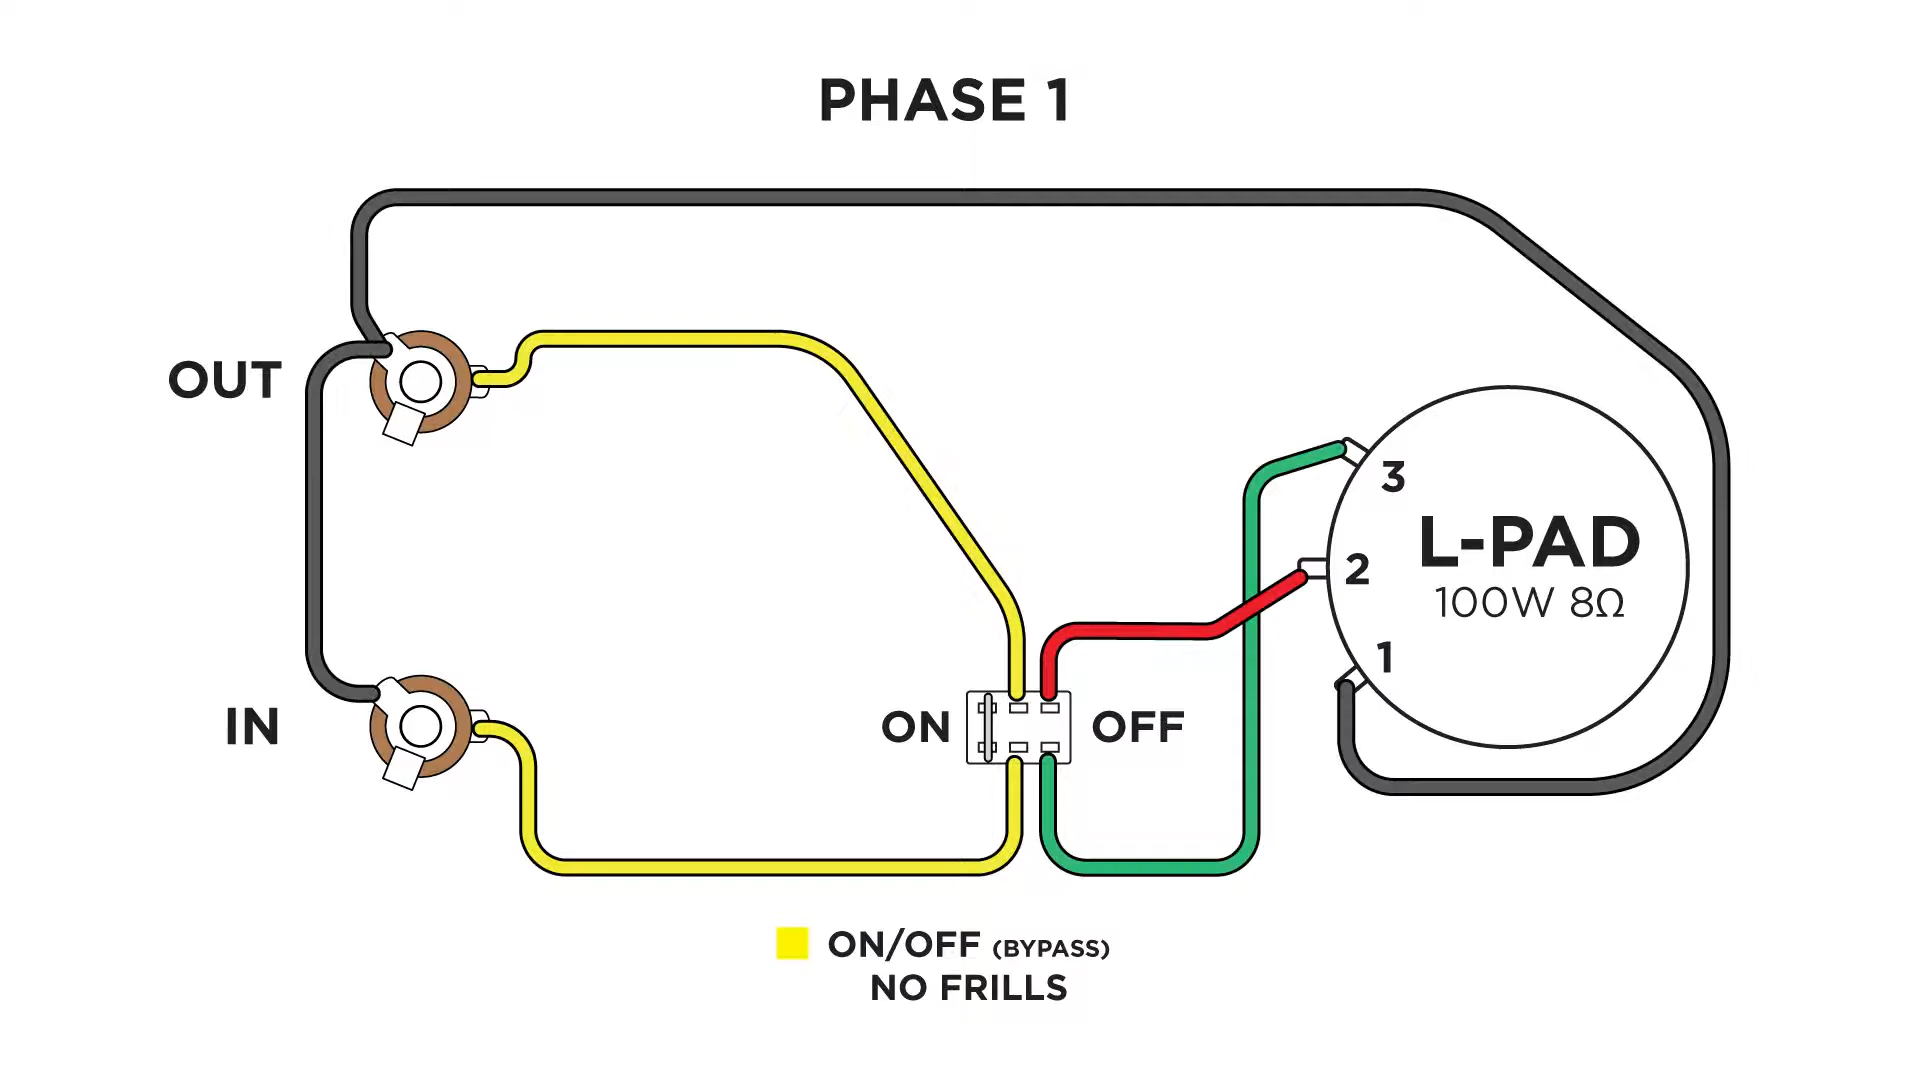 PHASE 1
OUT
3
L-PAD
2
100W 8Ω
1
IN
ON
OFF
ON/OFF (BYPASS)
NO FRILLS